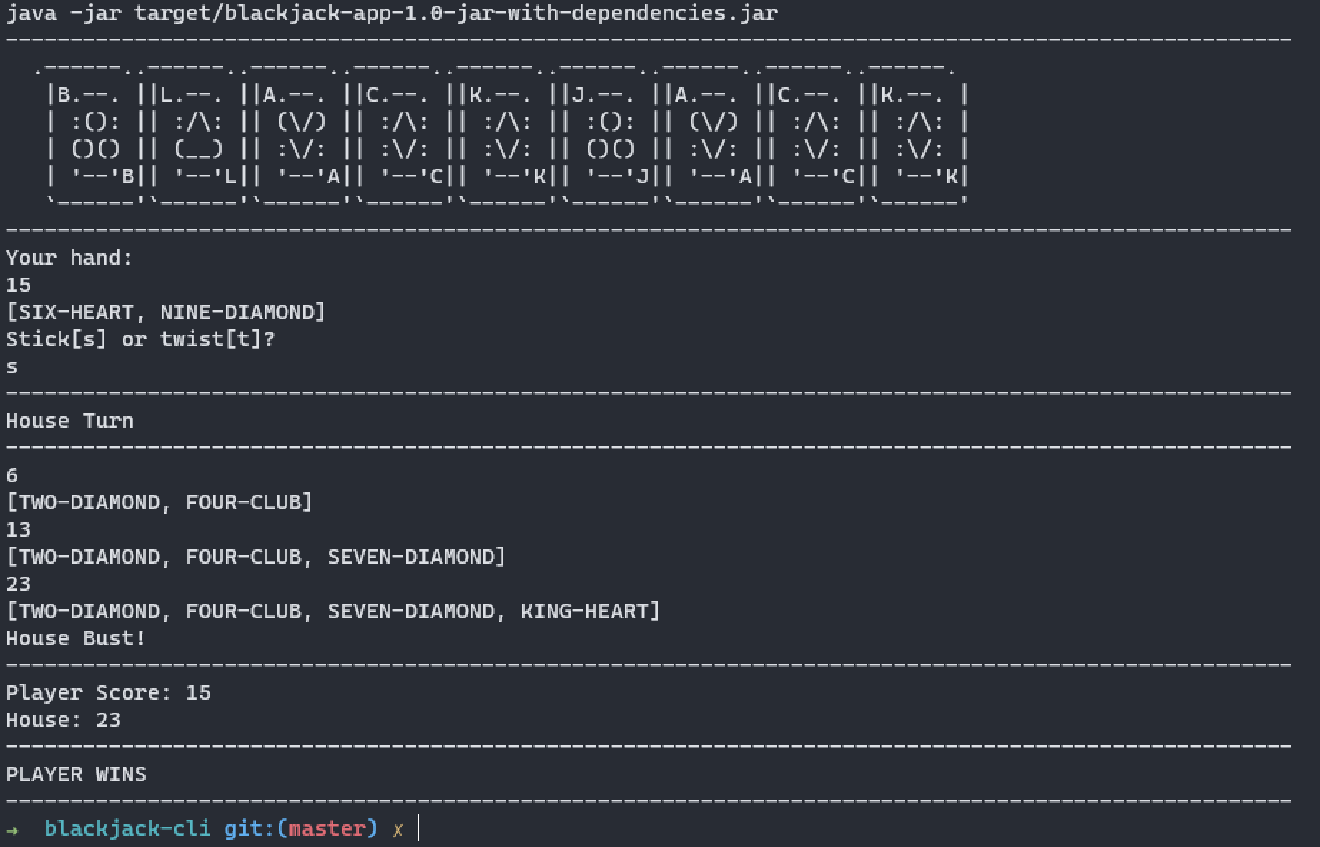 java -jar target/blackjack-app-1.0-jar-with-dependencies.jar
----------------------------------------------------------------------------------------------------
  .------..------..------..------..------..------..------..------..------.
   |B.--. ||L.--. ||A.--. ||C.--. ||K.--. ||J.--. ||A.--. ||C.--. ||K.--. |
   | :(): || :/\: || (\/) || :/\: || :/\: || :(): || (\/) || :/\: || :/\: |
   | ()() || (__) || :\/: || :\/: || :\/: || ()() || :\/: || :\/: || :\/: |
   | '--'B|| '--'L|| '--'A|| '--'C|| '--'K|| '--'J|| '--'A|| '--'C|| '--'K|
   `------'`------'`------'`------'`------'`------'`------'`------'`------'
----------------------------------------------------------------------------------------------------
Your hand:
15
[SIX-HEART, NINE-DIAMOND]
Stick[s] or twist[t]?
s
----------------------------------------------------------------------------------------------------
House Turn
----------------------------------------------------------------------------------------------------
6
[TWO-DIAMOND, FOUR-CLUB]
13
[TWO-DIAMOND, FOUR-CLUB, SEVEN-DIAMOND]
23
[TWO-DIAMOND, FOUR-CLUB, SEVEN-DIAMOND, KING-HEART]
House Bust!
----------------------------------------------------------------------------------------------------
Player Score: 15
House: 23
----------------------------------------------------------------------------------------------------
PLAYER WINS
----------------------------------------------------------------------------------------------------
→  blackjack-cli git:(master) ✗